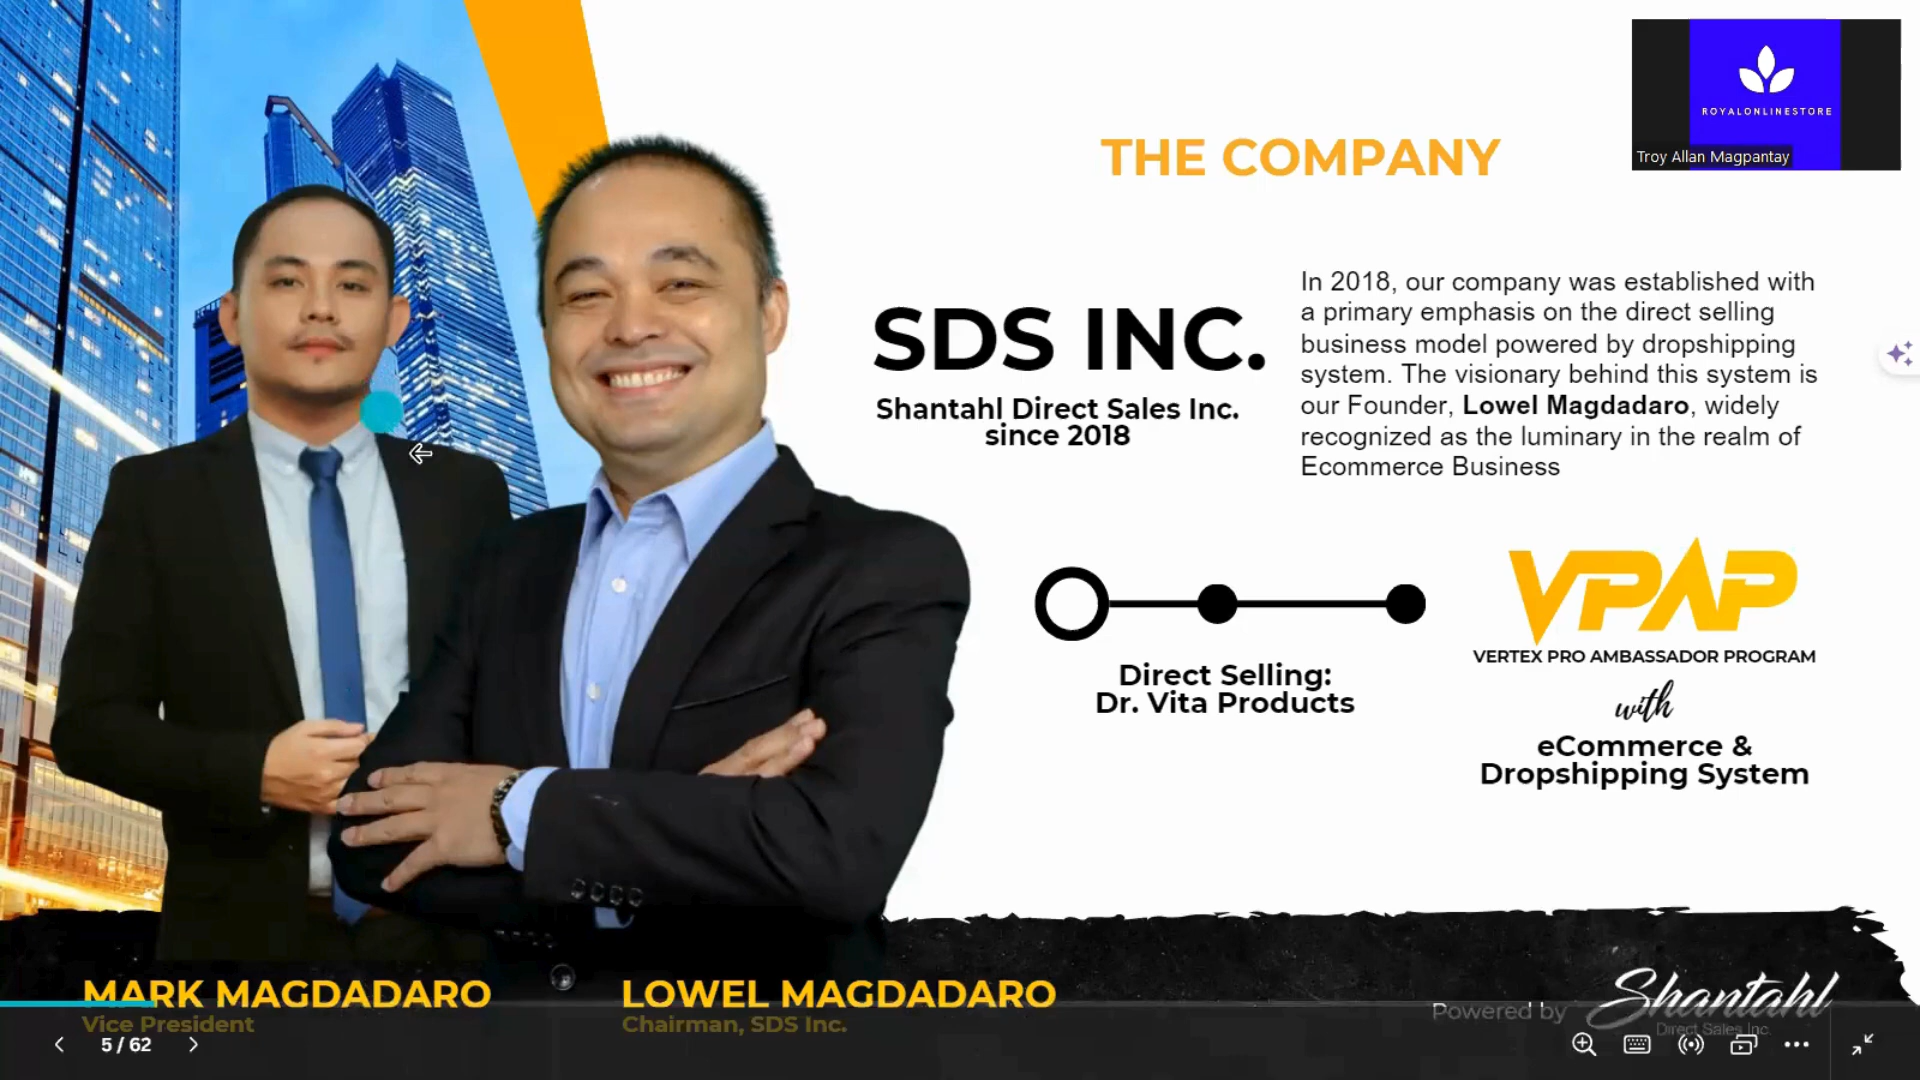 ROYALONLINESTORE
Troy Allan Magpantay
THE COMPANY
SDS INC.
Shantahl Direct Sales Inc.
since 2018
In 2018, our company was established with
a primary emphasis on the direct selling
business model powered by dropshipping
system. The visionary behind this system is
our Founder, Lowel Magdadaro, widely
recognized as the luminary in the realm of
Ecommerce Business
Direct Selling:
Dr. Vita Products
VPAP
VERTEX PRO AMBASSADOR PROGRAM
with
eCommerce &
Dropshipping System
MARK MAGDADARO
Vice President
LOWEL MAGDADARO
Chairman, SDS Inc.
Powered by
Shantahl
Direct Sales Inc.
5 / 62